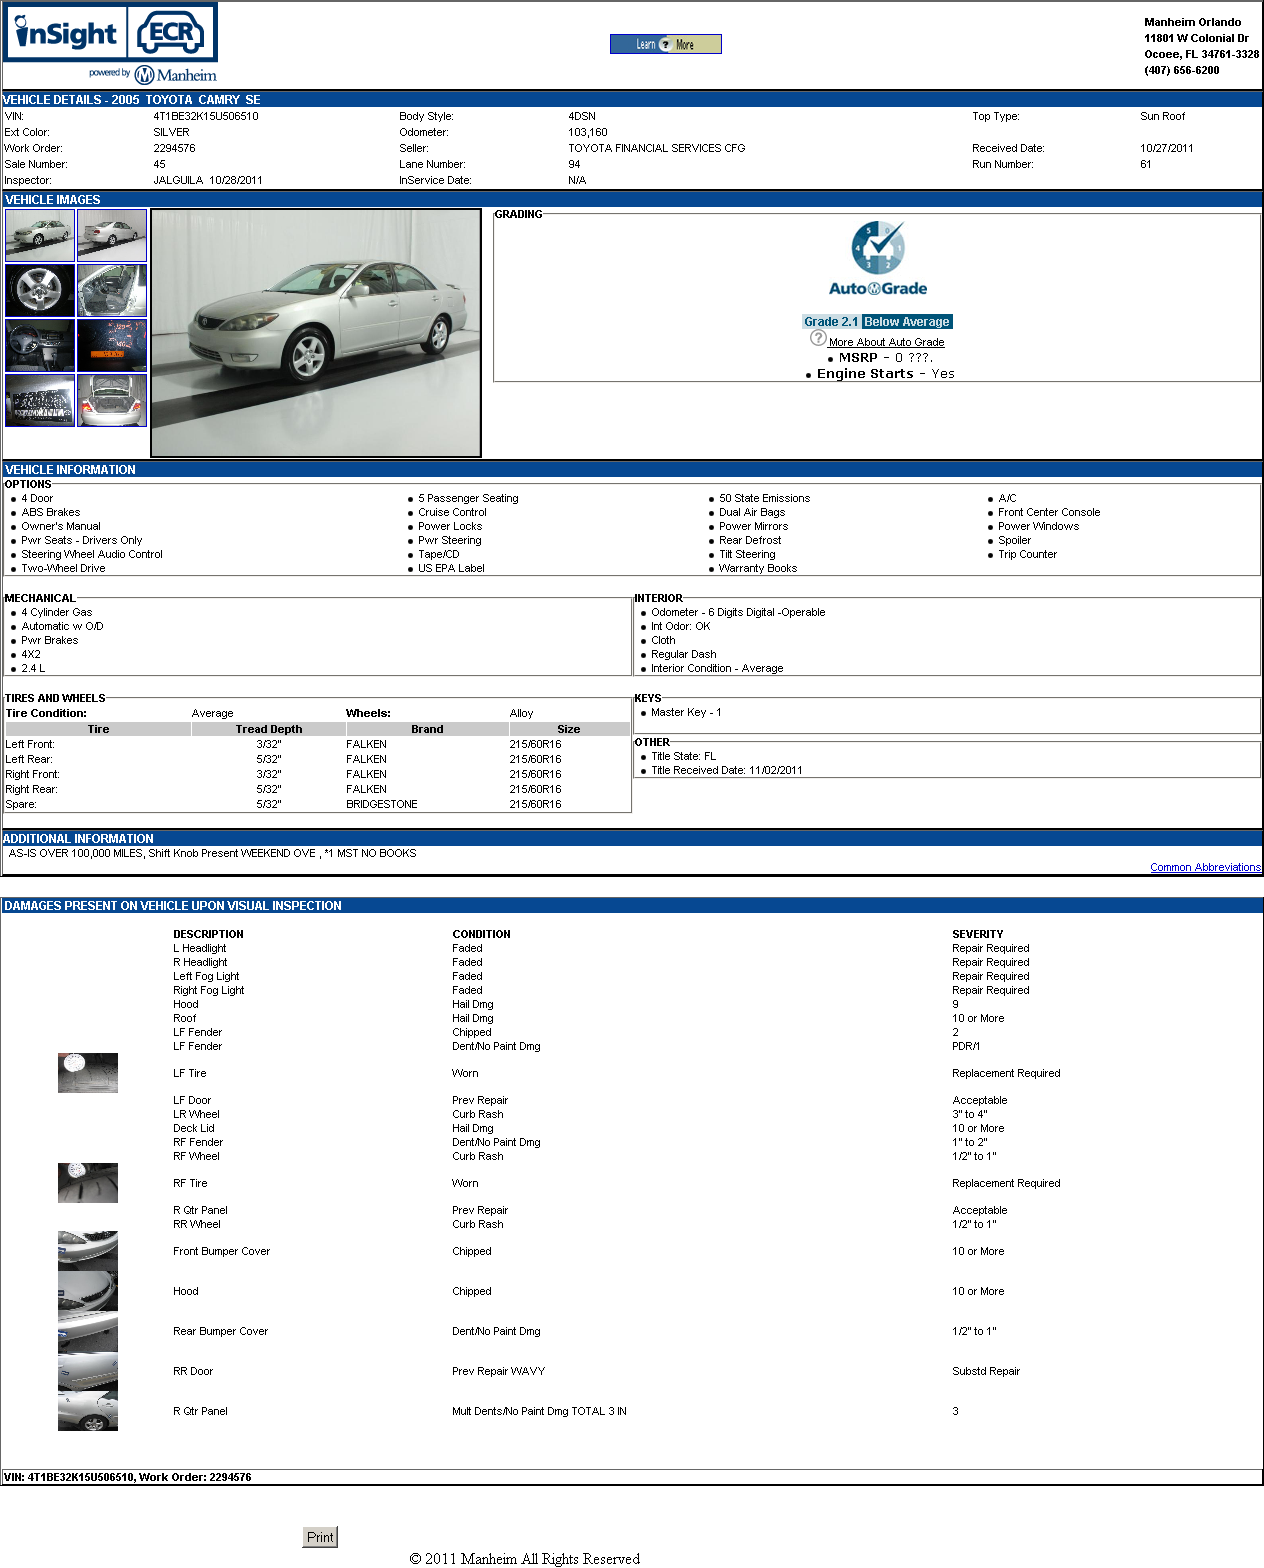 inSight ECR
powered by Manheim
Learn ? More
Manheim Orlando
11801 W Colonial Dr
Ocoee, FL 34761-3328
(407) 656-6200
VEHICLE DETAILS - 2005 TOYOTA CAMRY SE
VIN: 4T1BE32K15U506510 Body Style: 4DSN Top Type: Sun Roof
Ext Color: SILVER Odometer: 103,160
Work Order: 2294576 Seller: TOYOTA FINANCIAL SERVICES CFG Received Date: 10/27/2011
Sale Number: 45 Lane Number: 94 Run Number: 61
Inspector: JALGUILA 10/28/2011 InService Date: N/A
VEHICLE IMAGES
GRADING
5 4 3 2 1
AutoGrade
Grade 2.1 Below Average
? More About Auto Grade
• MSRP - 0 ???.
• Engine Starts - Yes
VEHICLE INFORMATION
OPTIONS
• 4 Door • 5 Passenger Seating • 50 State Emissions • A/C
• ABS Brakes • Cruise Control • Dual Air Bags • Front Center Console
• Owner's Manual • Power Locks • Power Mirrors • Power Windows
• Pwr Seats - Drivers Only • Pwr Steering • Rear Defrost • Spoiler
• Steering Wheel Audio Control • Tape/CD • Tilt Steering • Trip Counter
• Two-Wheel Drive • US EPA Label • Warranty Books
MECHANICAL
• 4 Cylinder Gas
• Automatic w O/D
• Pwr Brakes
• 4X2
• 2.4 L
INTERIOR
• Odometer - 6 Digits Digital -Operable
• Int Odor: OK
• Cloth
• Regular Dash
• Interior Condition - Average
TIRES AND WHEELS
Tire Condition: Average Wheels: Alloy
Tire Tread Depth Brand Size
Left Front: 3/32" FALKEN 215/60R16
Left Rear: 5/32" FALKEN 215/60R16
Right Front: 3/32" FALKEN 215/60R16
Right Rear: 5/32" FALKEN 215/60R16
Spare: 5/32" BRIDGESTONE 215/60R16
KEYS
• Master Key - 1
OTHER
• Title State: FL
• Title Received Date: 11/02/2011
ADDITIONAL INFORMATION
AS-IS OVER 100,000 MILES, Shift Knob Present WEEKEND OVE , *1 MST NO BOOKS
Common Abbreviations
DAMAGES PRESENT ON VEHICLE UPON VISUAL INSPECTION
DESCRIPTION CONDITION SEVERITY
L Headlight Faded Repair Required
R Headlight Faded Repair Required
Left Fog Light Faded Repair Required
Right Fog Light Faded Repair Required
Hood Hail Dmg 9
Roof Hail Dmg 10 or More
LF Fender Chipped 2
LF Fender Dent/No Paint Dmg PDR/1
LF Tire Worn Replacement Required
LF Door Prev Repair Acceptable
LR Wheel Curb Rash 3" to 4"
Deck Lid Hail Dmg 10 or More
RF Fender Dent/No Paint Dmg 1" to 2"
RF Wheel Curb Rash 1/2" to 1"
RF Tire Worn Replacement Required
R Qtr Panel Prev Repair Acceptable
RR Wheel Curb Rash 1/2" to 1"
Front Bumper Cover Chipped 10 or More
Hood Chipped 10 or More
Rear Bumper Cover Dent/No Paint Dmg 1/2" to 1"
RR Door Prev Repair WAVY Substd Repair
R Qtr Panel Mult Dents/No Paint Dmg TOTAL 3 IN 3
VIN: 4T1BE32K15U506510, Work Order: 2294576
Print
© 2011 Manheim All Rights Reserved